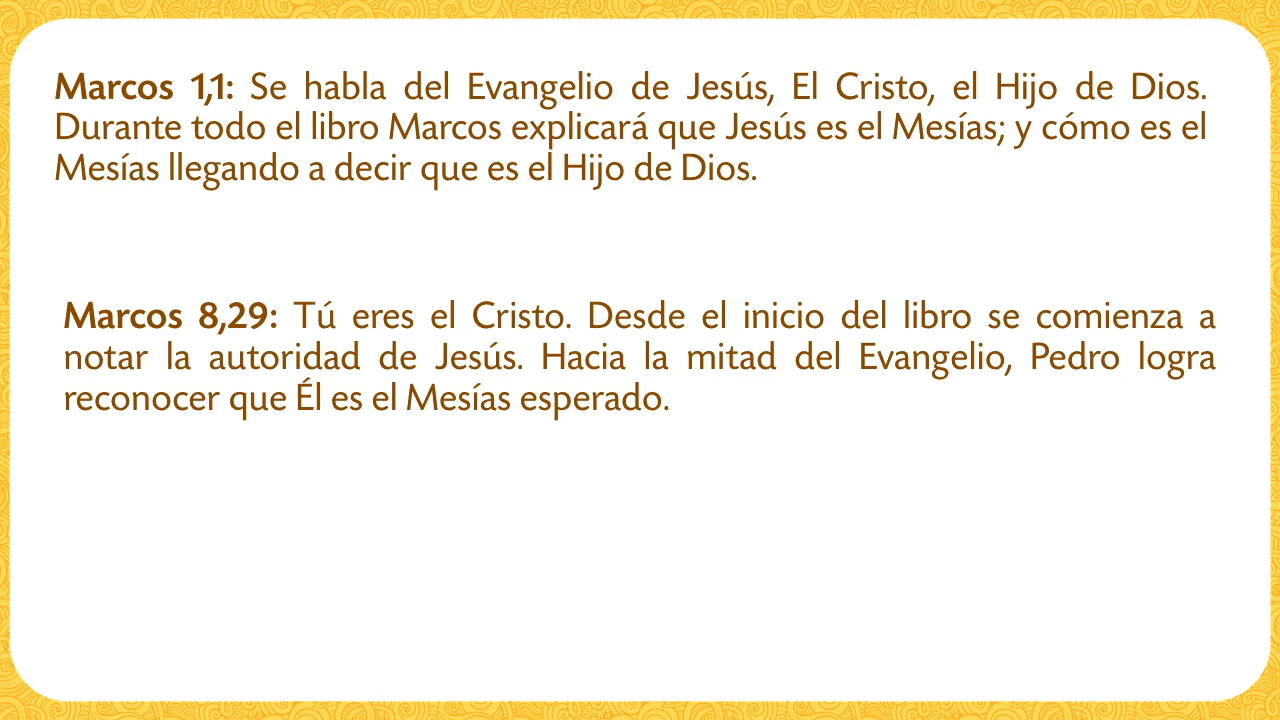 Marcos 1,1: Se habla del Evangelio de Jesús, El Cristo, el Hijo de Dios.
Durante todo el libro Marcos explicará que Jesús es el Mesías; y cómo es el
Mesías llegando a decir que es el Hijo de Dios.
Marcos 8,29: Tú eres el Cristo. Desde el inicio del libro se comienza a
notar la autoridad de Jesús. Hacia la mitad del Evangelio, Pedro logra
reconocer que Él es el Mesías esperado.